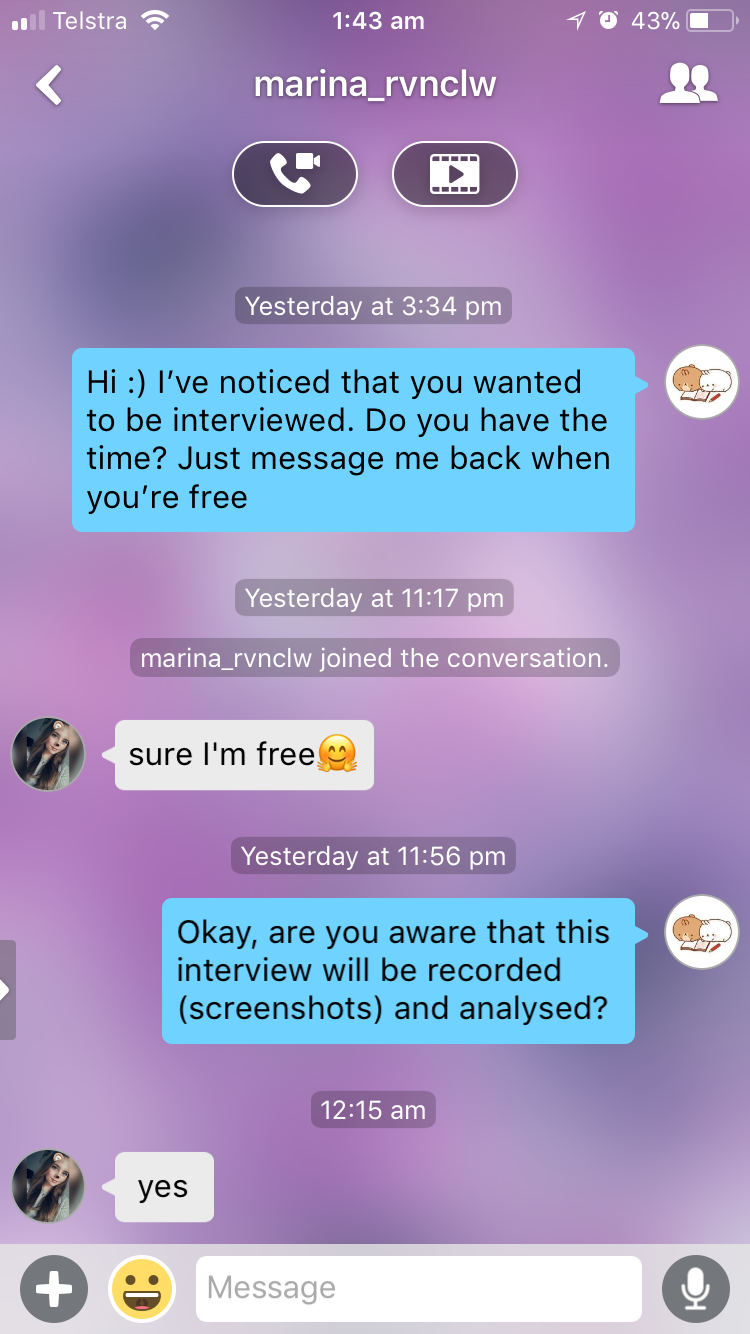 Telstra 1:43 am 43%
marina_rvnclw
Yesterday at 3:34 pm
Hi :) I’ve noticed that you wanted
to be interviewed. Do you have the
time? Just message me back when
you’re free
Yesterday at 11:17 pm
marina_rvnclw joined the conversation.
sure I'm free🤗
Yesterday at 11:56 pm
Okay, are you aware that this
interview will be recorded
(screenshots) and analysed?
12:15 am
yes
Message